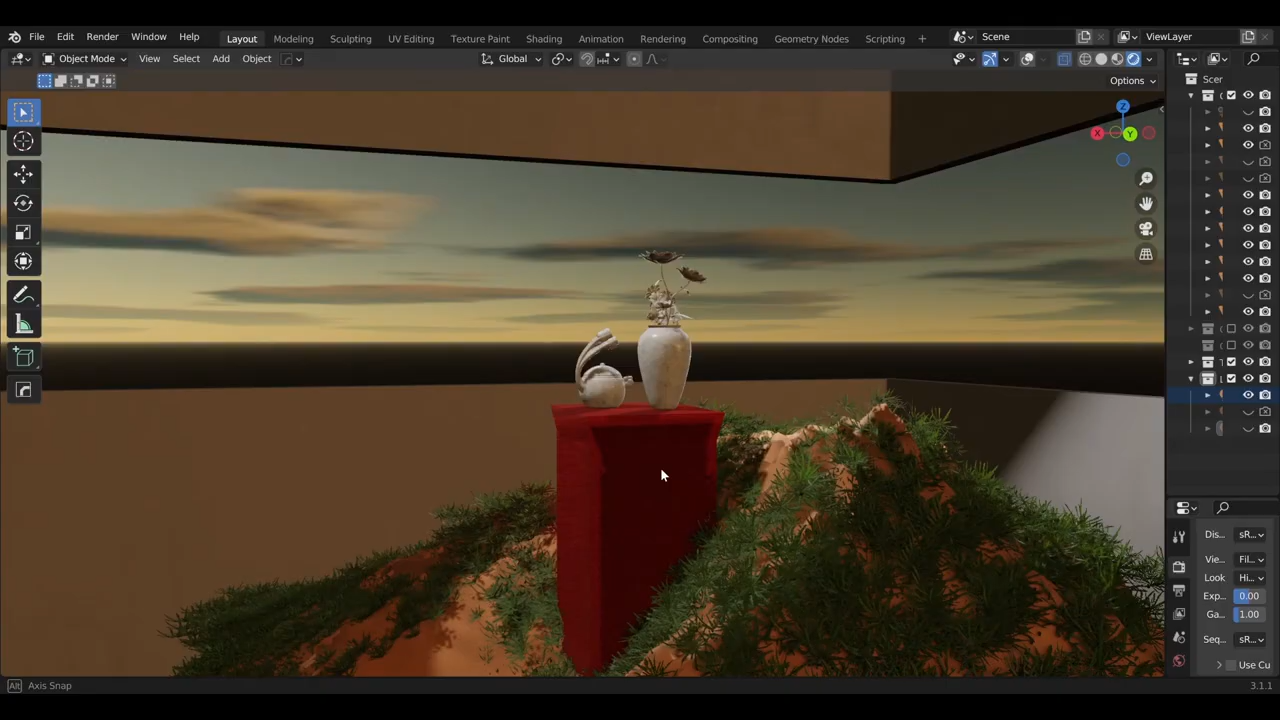 File Edit Render Window Help Layout Modeling Sculpting UV Editing Texture Paint Shading Animation Rendering Compositing Geometry Nodes Scripting + Scene ViewLayer
Object Mode View Select Add Object Global
Options
Scer
Z
X
Y
Dis... sR...
Vie... Fil...
Look Hi...
Exp... 0.00
Ga... 1.00
Seq... sR...
Use Cu
Alt Axis Snap 3.1.1